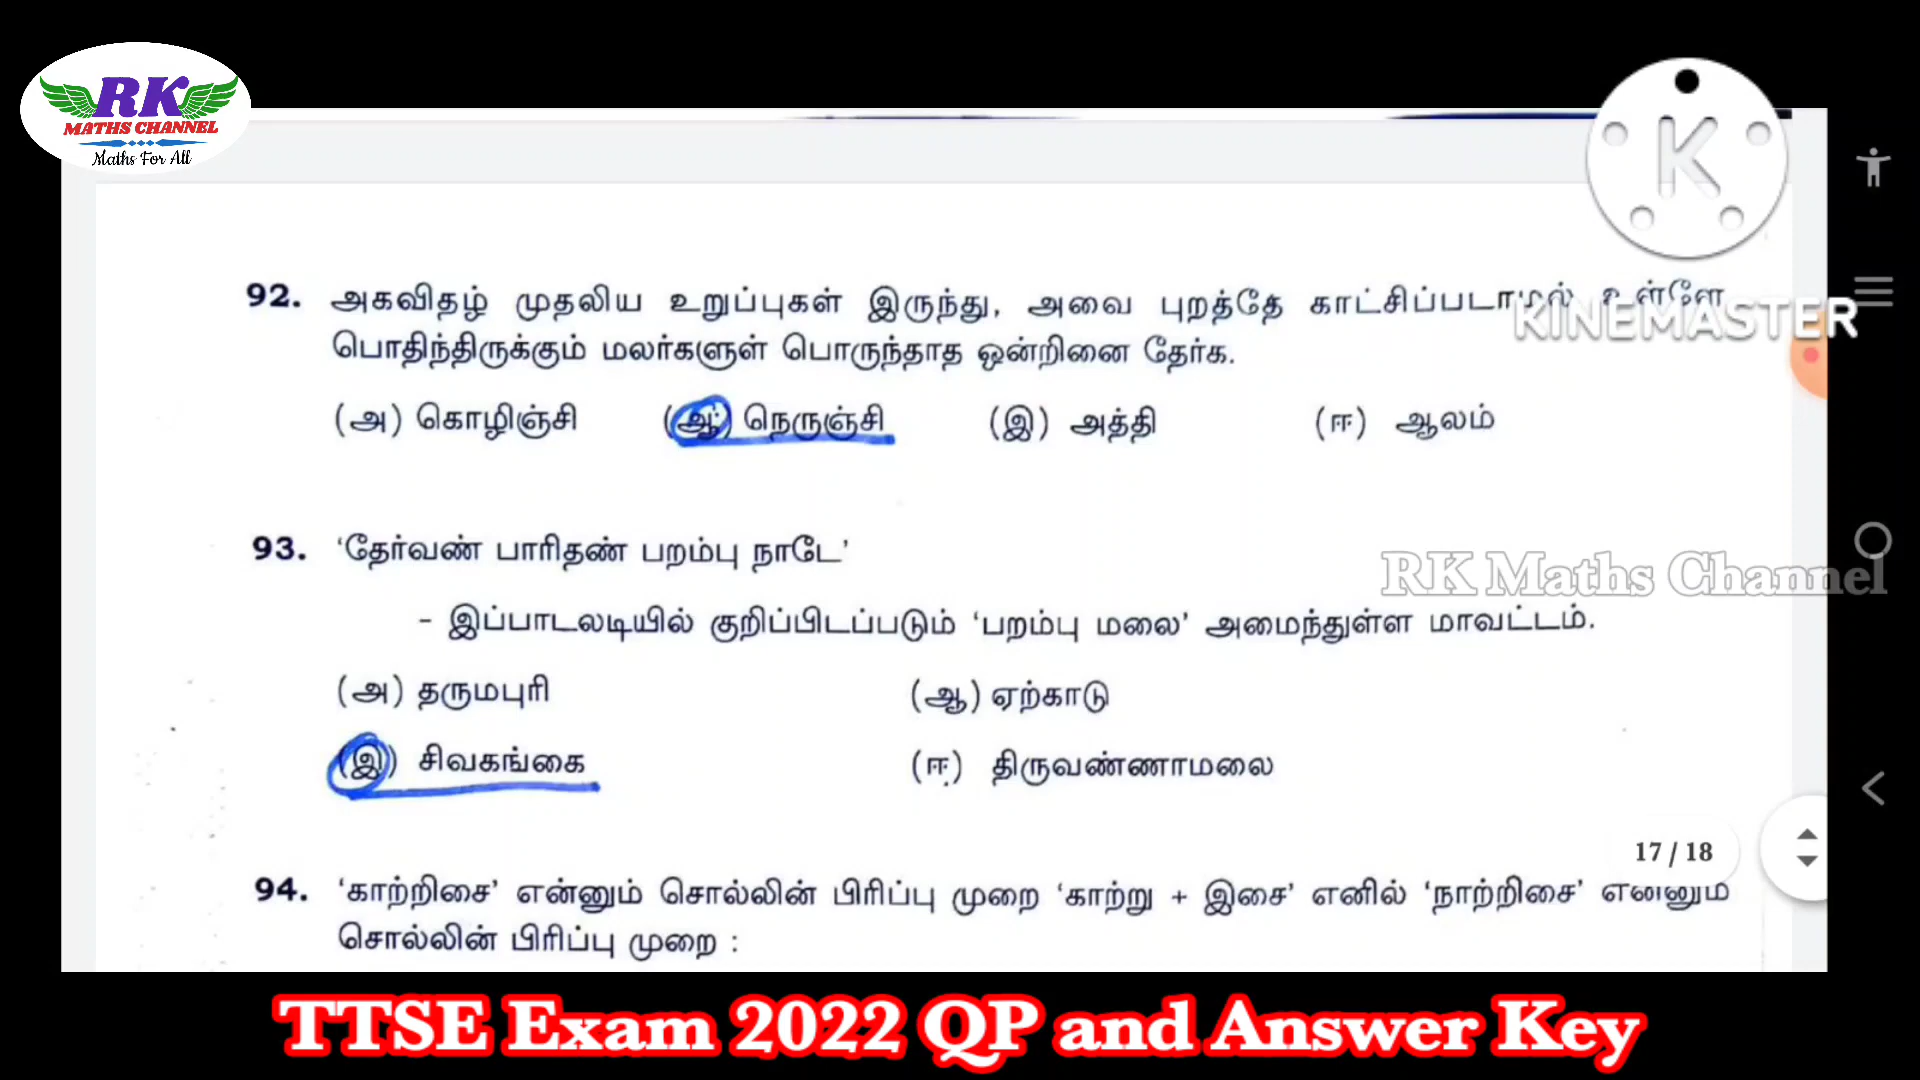 RK
MATHS CHANNEL
Maths For All
K
KINEMASTER
92. அகவிதழ் முதலிய உறுப்புகள் இருந்து, அவை புறத்தே காட்சிப்படாமல் உள்ளே
பொதிந்திருக்கும் மலர்களுள் பொருந்தாத ஒன்றினை தேர்க.
(அ) கொழிஞ்சி (ஆ) நெருஞ்சி (இ) அத்தி (ஈ) ஆலம்
93. ‘தேர்வண் பாரிதண் பறம்பு நாடே’
RK Maths Channel
- இப்பாடலடியில் குறிப்பிடப்படும் ‘பறம்பு மலை’ அமைந்துள்ள மாவட்டம்.
(அ) தருமபுரி (ஆ) ஏற்காடு
(இ) சிவகங்கை (ஈ) திருவண்ணாமலை
17 / 18
94. ‘காற்றிசை’ என்னும் சொல்லின் பிரிப்பு முறை ‘காற்று + இசை’ எனில் ‘நாற்றிசை’ என்னும்
சொல்லின் பிரிப்பு முறை :
TTSE Exam 2022 QP and Answer Key